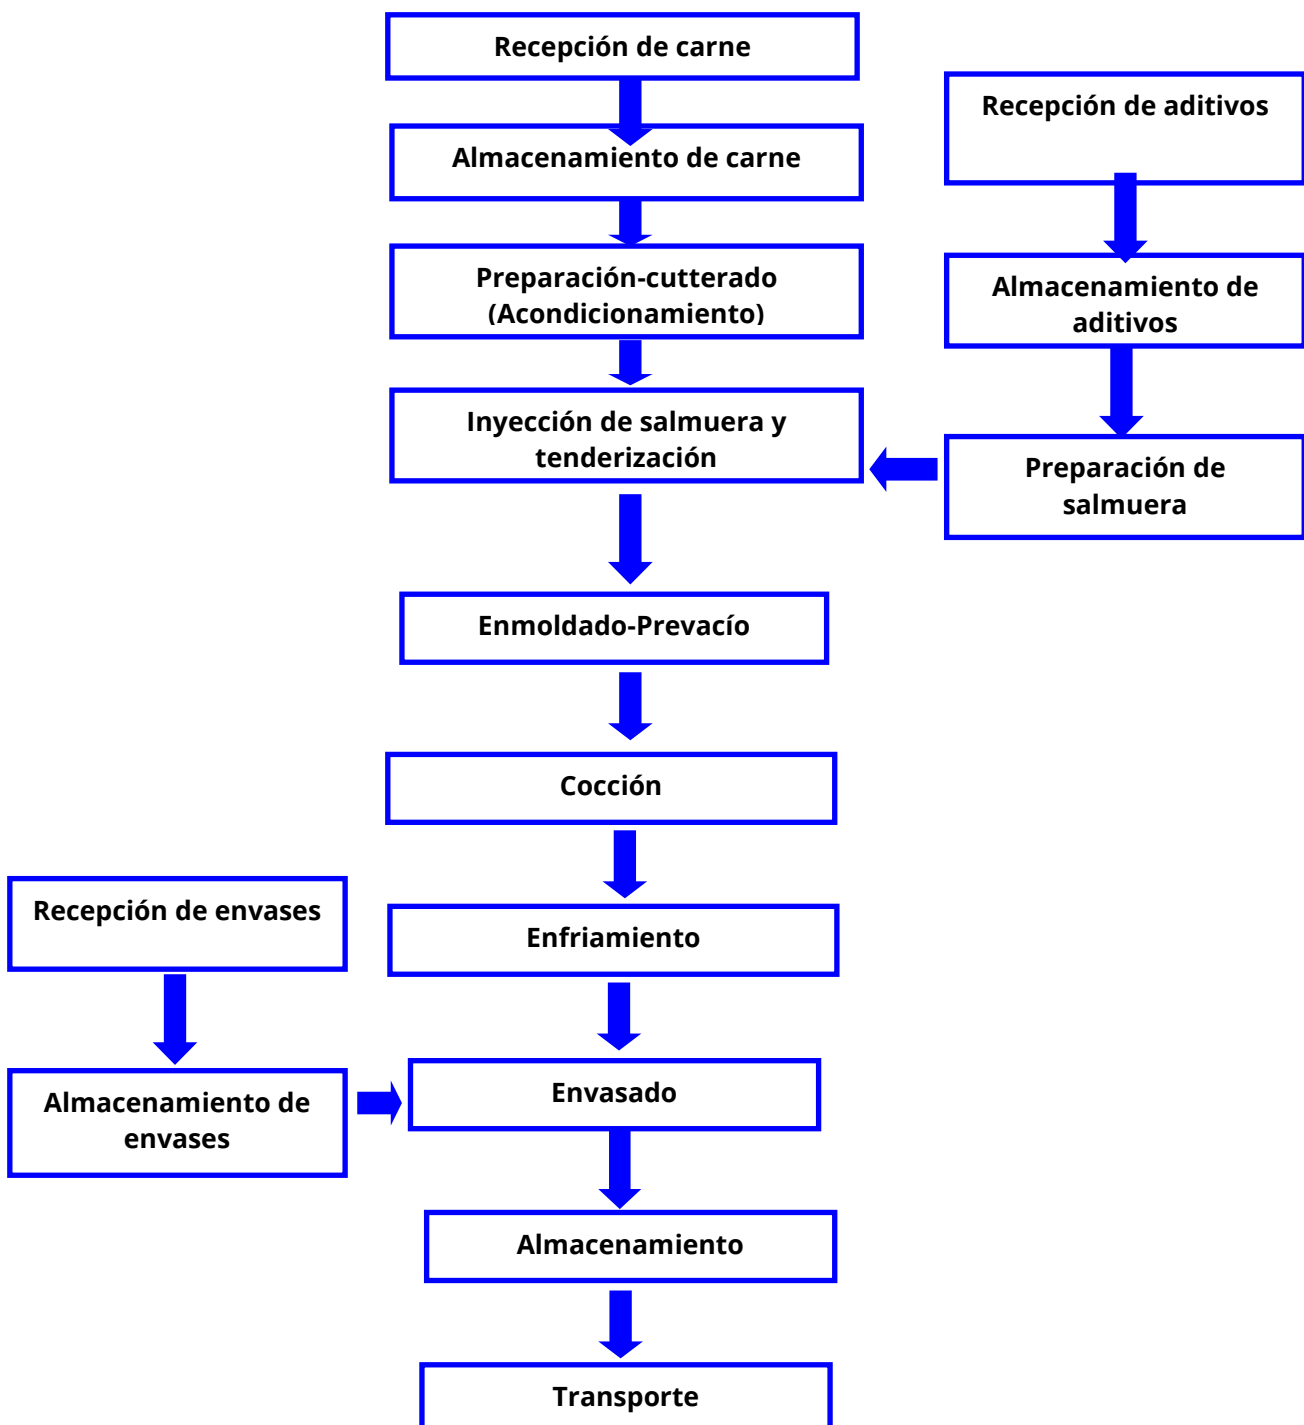 Recepción de carne
Recepción de aditivos
Almacenamiento de carne
Preparación-cutterado
(Acondicionamiento)
Almacenamiento de
aditivos
Inyección de salmuera y
tenderización
Preparación de
salmuera
Enmoldado-Prevacío
Cocción
Recepción de envases
Enfriamiento
Almacenamiento de
envases
Envasado
Almacenamiento
Transporte